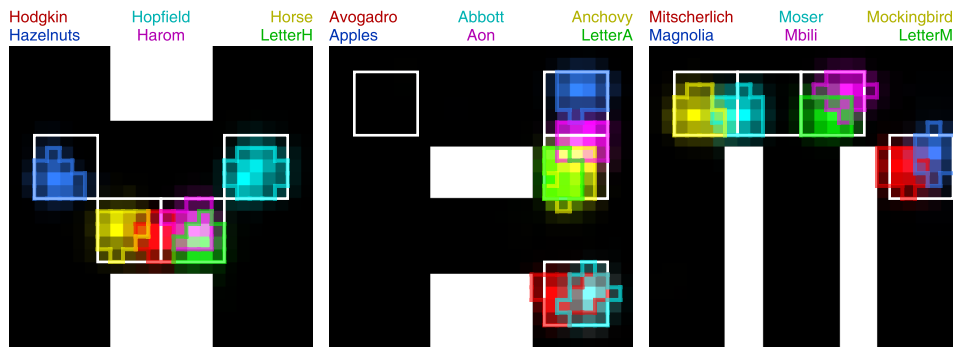 Hodgkin Hopfield Horse
Hazelnuts Harom LetterH
Avogadro Abbott Anchovy
Apples Aon LetterA
Mitscherlich Moser Mockingbird
Magnolia Mbili LetterM